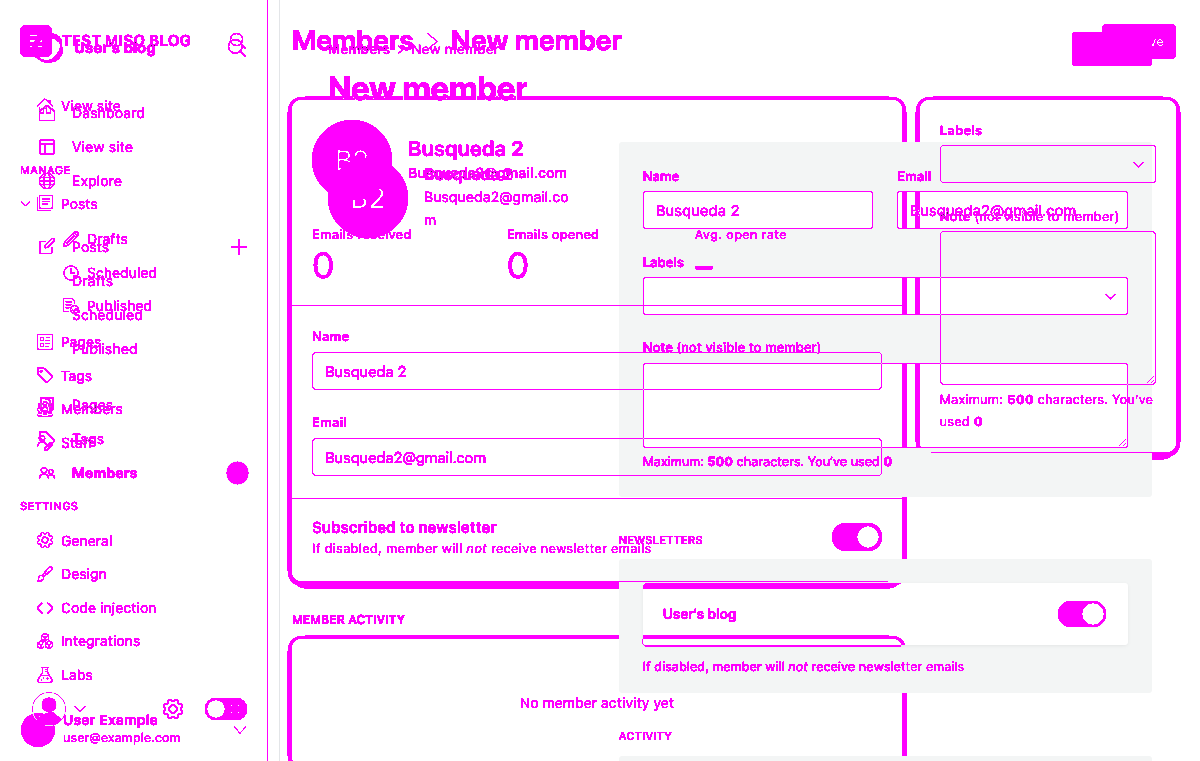 TEST MISO BLOG
User's blog
View site
Dashboard
View site
MANAGE
Explore
Posts
Drafts
Posts
Scheduled
Drafts
Published
Scheduled
Pages
Published
Tags
Members
Pages
Staff
Tags
Members
SETTINGS
General
Design
Code injection
Integrations
Labs
User Example
user@example.com
Members > New member
Members > New member
New member
B2
Busqueda 2
Busqueda2@gmail.com
B2
Busqueda 2
Busqueda2@gmail.co
m
Emails received
0
Emails opened
0
Avg. open rate
Name
Busqueda 2
Email
Busqueda2@gmail.com
Subscribed to newsletter
If disabled, member will not receive newsletter emails
MEMBER ACTIVITY
No member activity yet
Name
Busqueda 2
Email
Busqueda2@gmail.com
Labels
Note (not visible to member)
Maximum: 500 characters. You've used 0
NEWSLETTERS
User's blog
If disabled, member will not receive newsletter emails
ACTIVITY
Labels
Note (not visible to member)
Maximum: 500 characters. You've
used 0